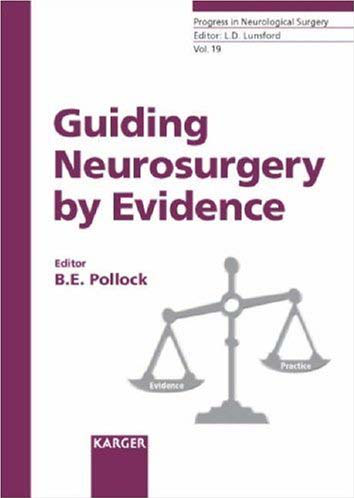 Progress in Neurological Surgery
Editor: L.D. Lunsford
Vol. 19
Guiding
Neurosurgery
by Evidence
Editor
B.E. Pollock
Practice
Evidence
KARGER